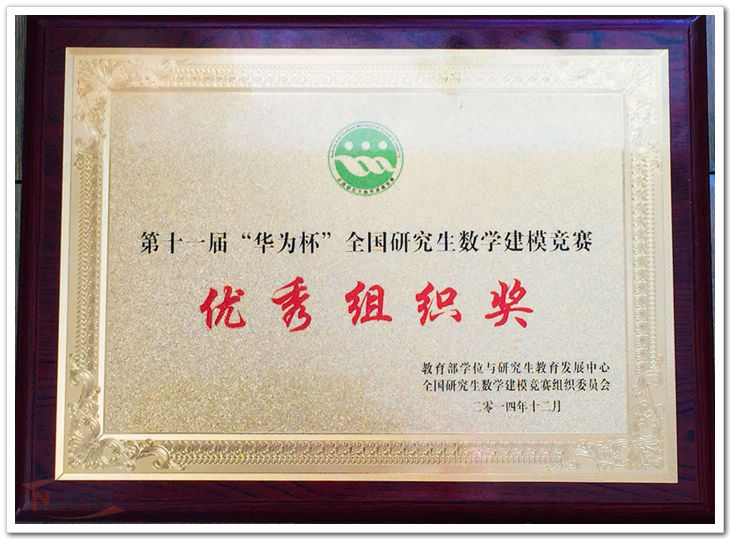 第十一届“华为杯”全国研究生数学建模竞赛
优秀组织奖
教育部学位与研究生教育发展中心
全国研究生数学建模竞赛组织委员会
二零一四年十二月